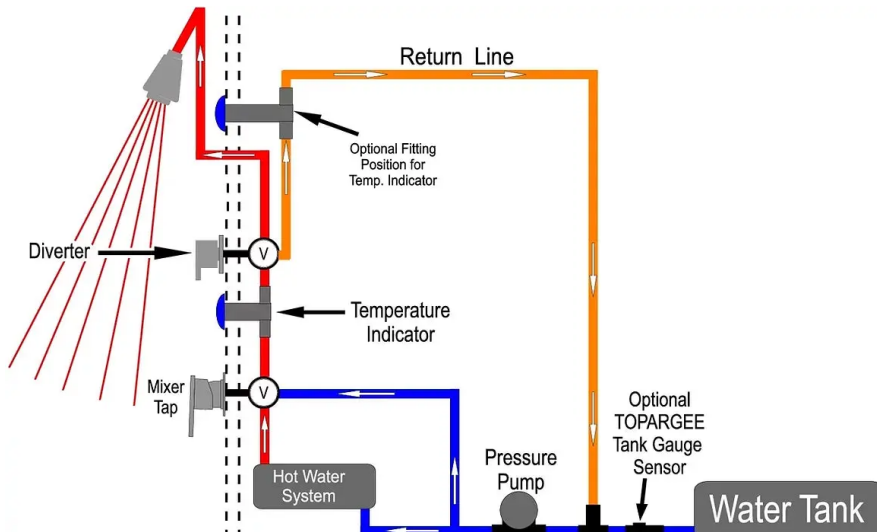 Return Line
Optional Fitting
Position for
Temp. Indicator
Diverter
V
Temperature
Indicator
Mixer
Tap
V
Optional
TOPARGEE
Tank Gauge
Sensor
Pressure
Pump
Hot Water
System
Water Tank